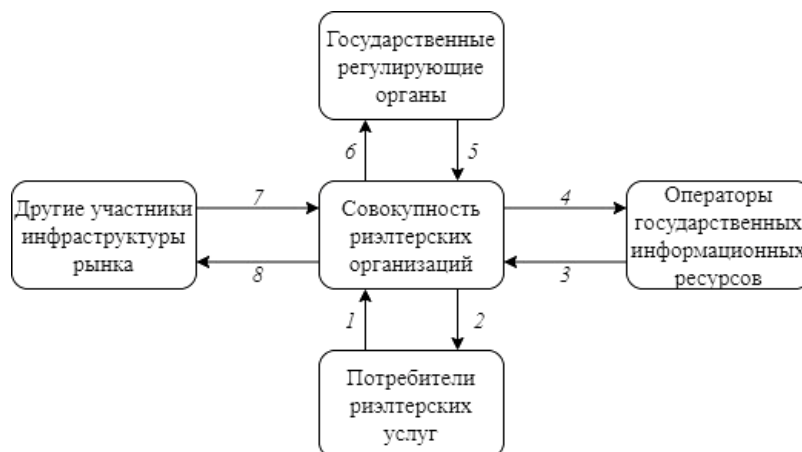 Государственные
регулирующие
органы
6
5
Другие участники
инфраструктуры
рынка
7
8
Совокупность
риэлтерских
организаций
4
3
Операторы
государственных
информационных
ресурсов
1
2
Потребители
риэлтерских
услуг